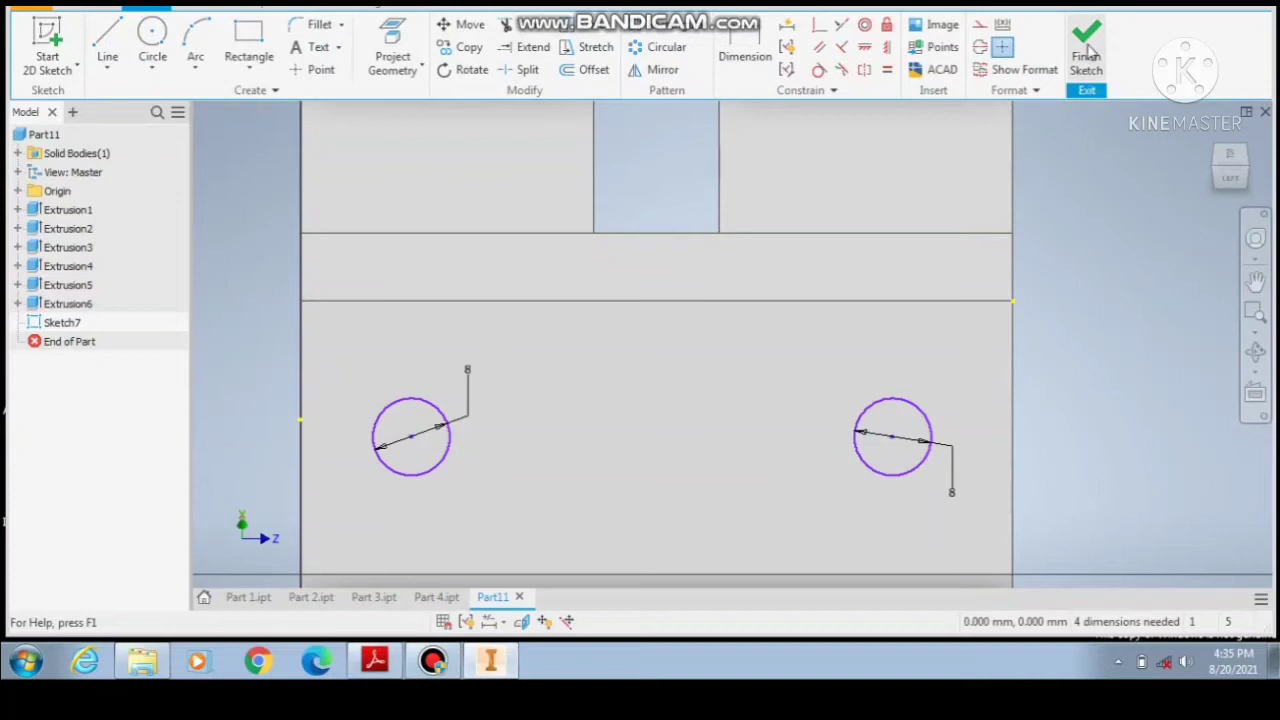 www.BANDICAM.com
Fillet
Move
Image
Start
2D Sketch
Line
Circle
Arc
Rectangle
Text
Project
Geometry
Copy
Extend
Stretch
Circular
Dimension
Points
Finish
Sketch
Point
Rotate
Split
Offset
Mirror
ACAD
Show Format
Sketch
Create
Modify
Pattern
Constrain
Insert
Format
Exit
K
KINEMASTER
Model
Part11
Solid Bodies(1)
View: Master
Origin
Extrusion1
Extrusion2
Extrusion3
Extrusion4
Extrusion5
Extrusion6
Sketch7
End of Part
LEFT
8
8
Z
Part 1.ipt
Part 2.ipt
Part 3.ipt
Part 4.ipt
Part11
For Help, press F1
0.000 mm, 0.000 mm
4 dimensions needed
1
5
4:35 PM
8/20/2021